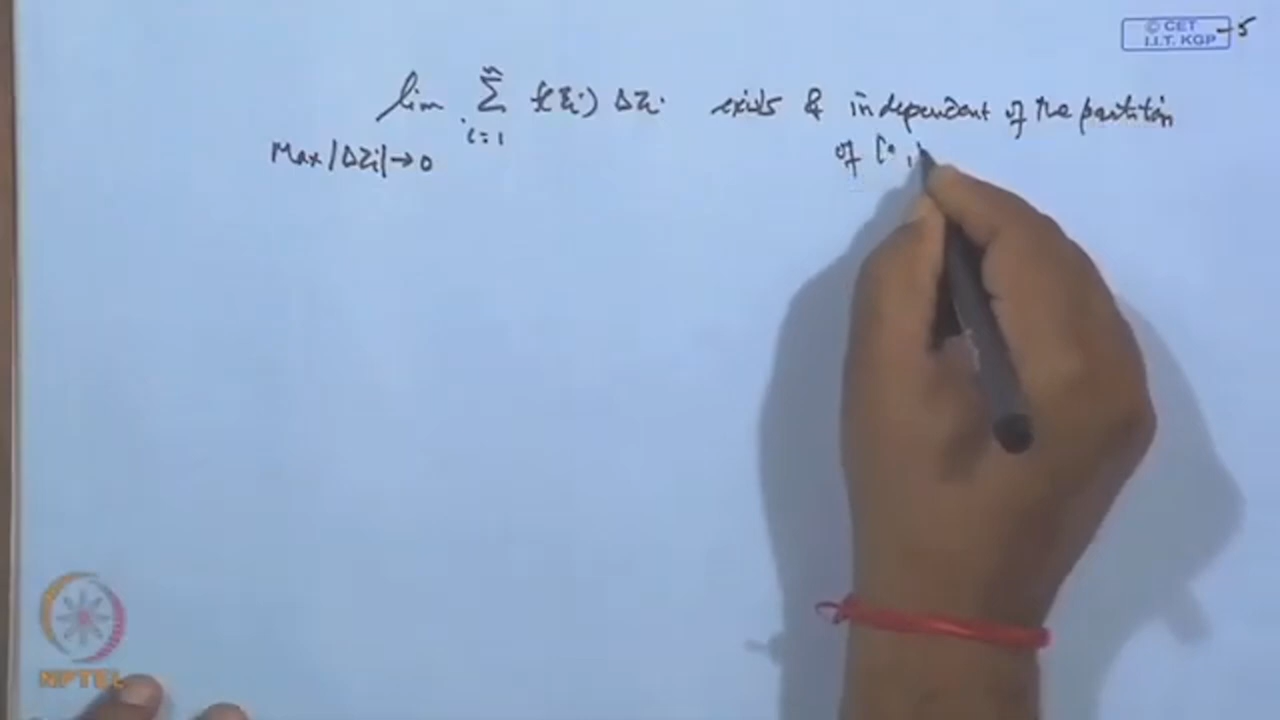 © CET
I.I.T. KGP
-5
lim Σ f(ξi) Δzi exists & independent of the partition
n
i=1
Max |Δzi| → 0
of [a,
NPTEL